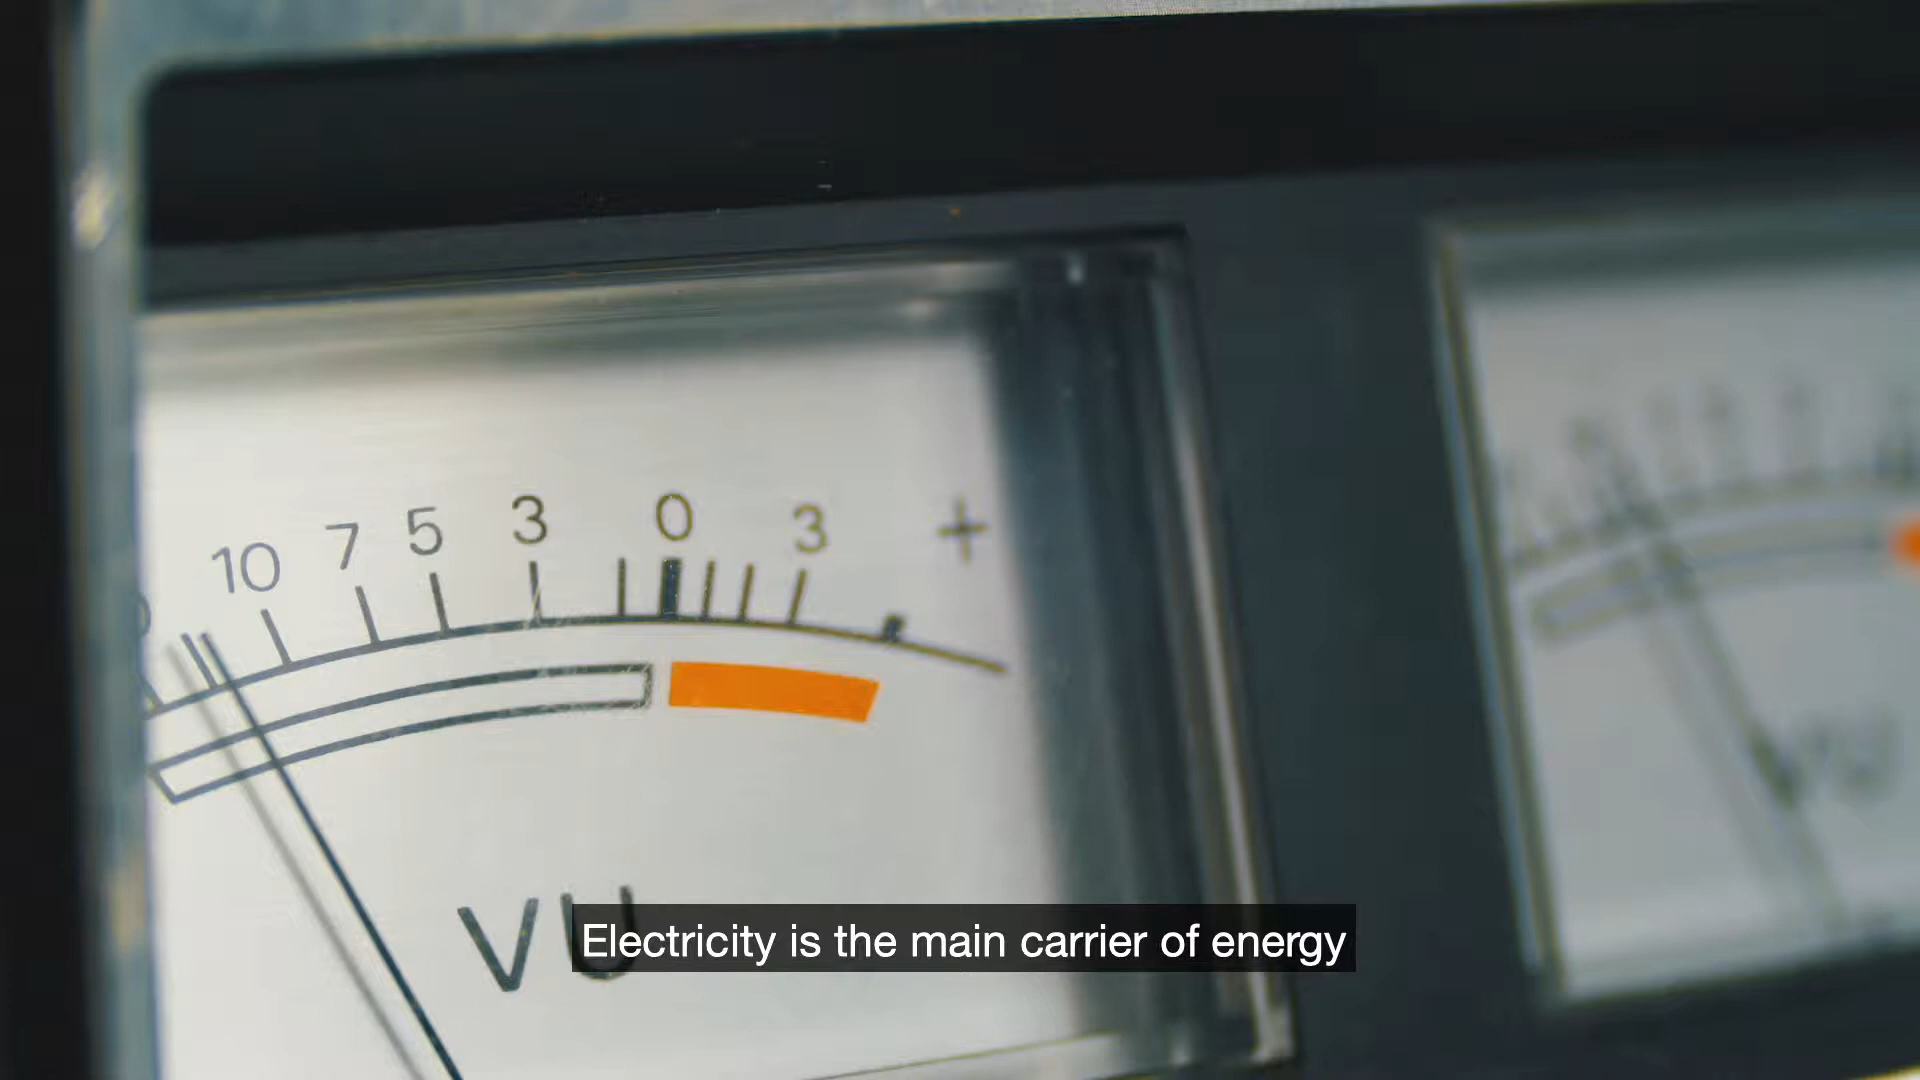 10 7 5 3 0 3 +
VU
Electricity is the main carrier of energy